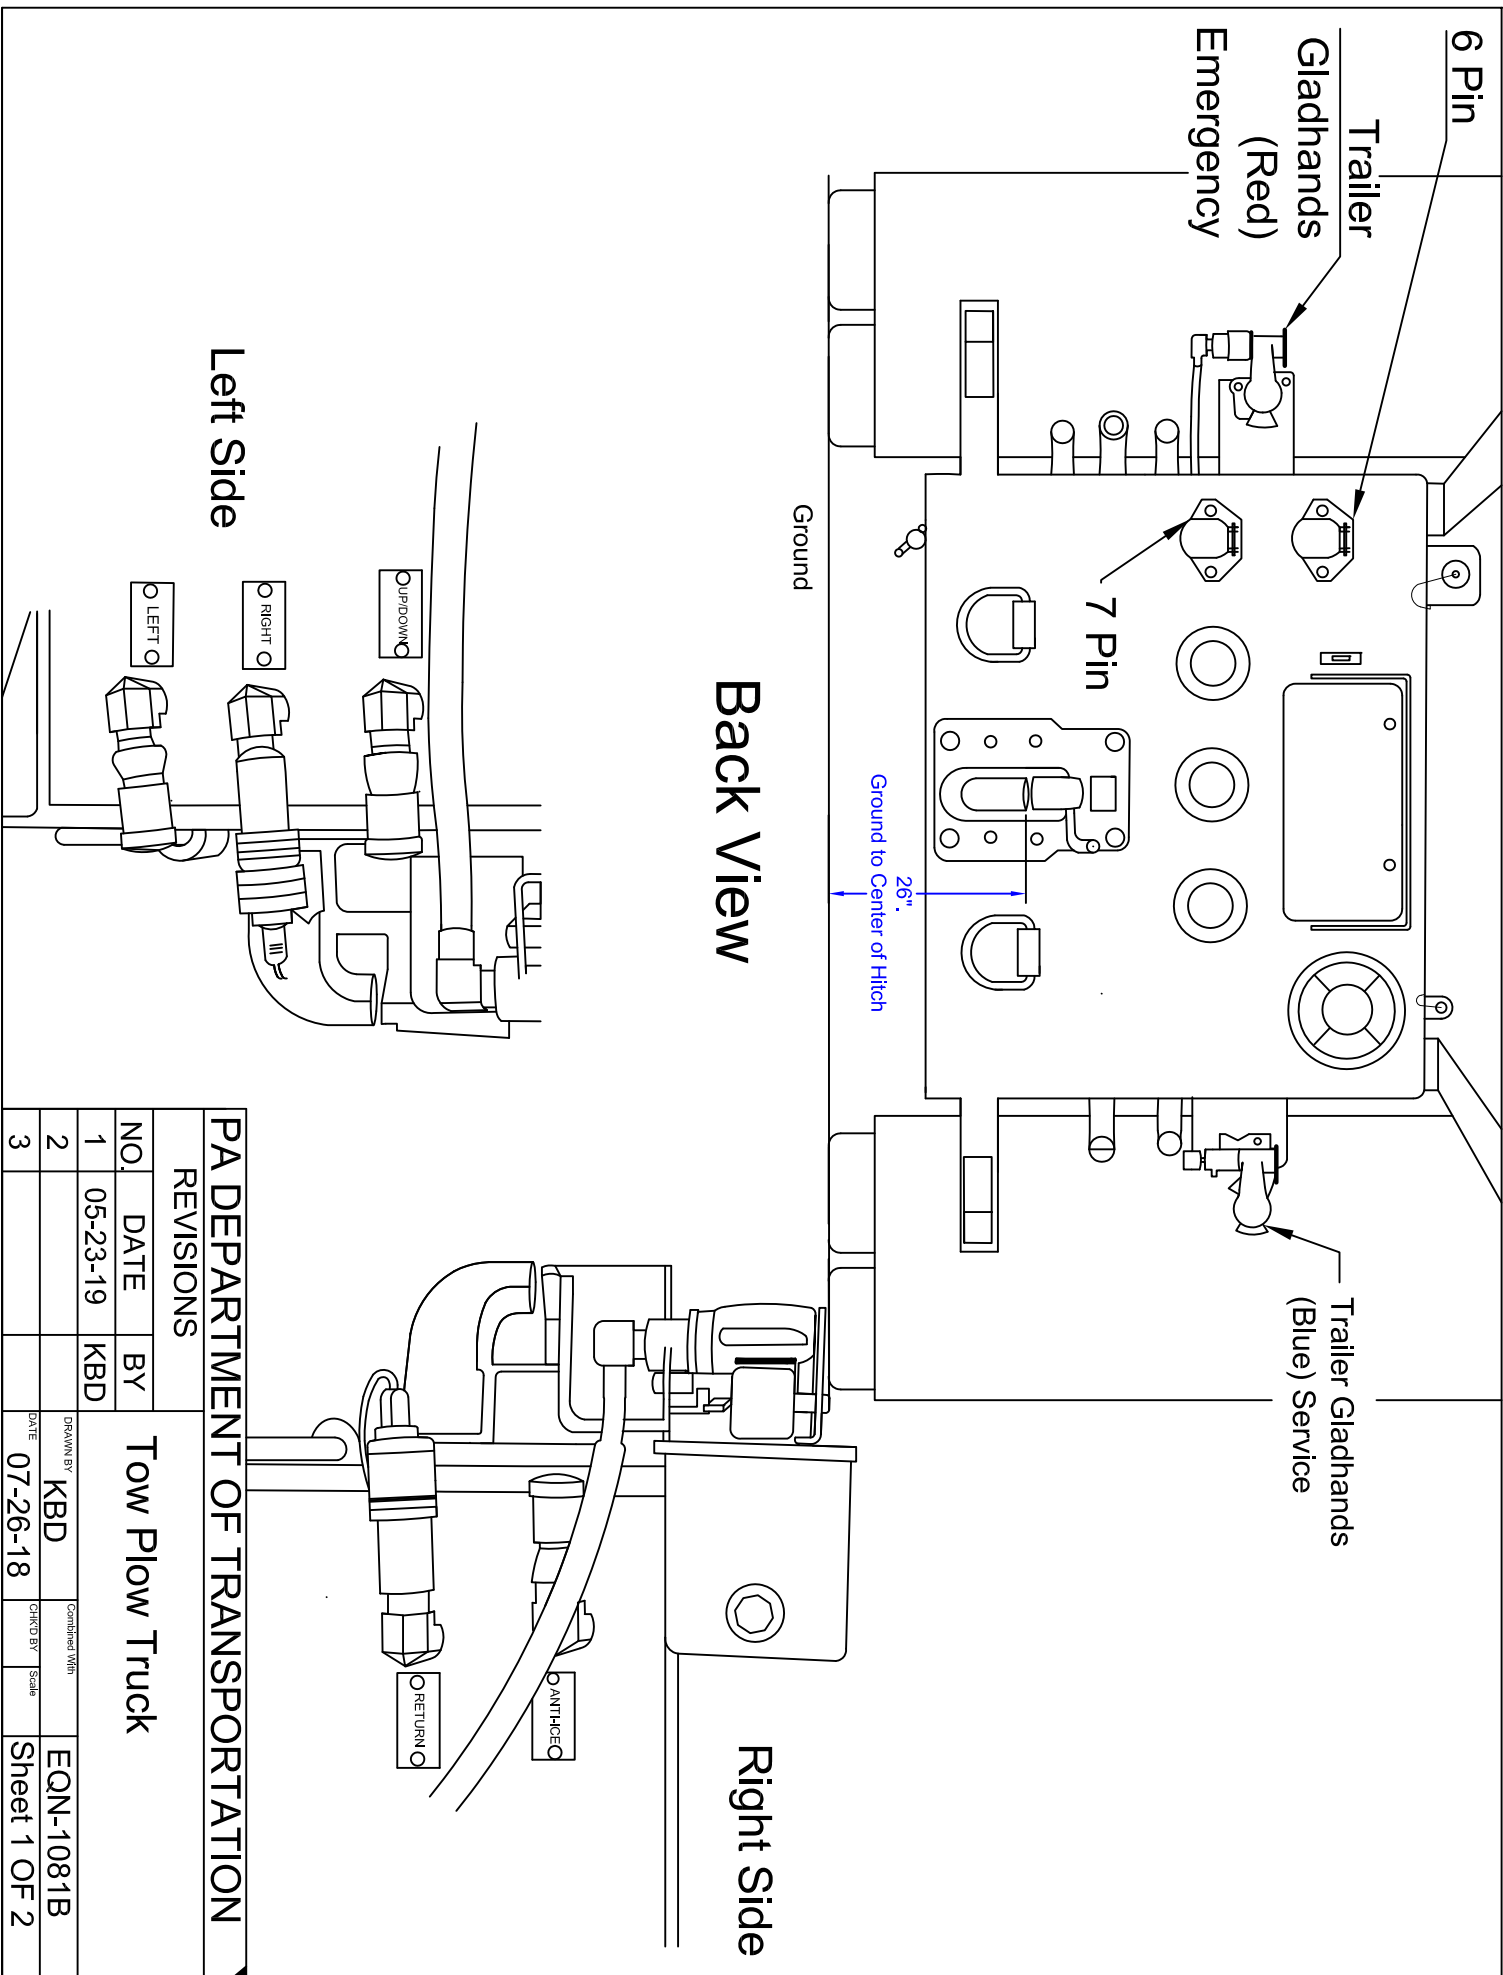 6 Pin
Trailer
Gladhands
(Red)
Emergency
7 Pin
Trailer Gladhands
(Blue) Service
26".
Ground to Center of Hitch
Ground
Back View
Right Side
ANTI-ICE
RETURN
UP/DOWN
RIGHT
LEFT
Left Side
PA DEPARTMENT OF TRANSPORTATION
REVISIONS
NO. DATE BY
1 05-23-19 KBD
2
3
Tow Plow Truck
DRAWN BY KBD
Combined With
EQN-1081B
DATE 07-26-18
CHK'D BY
Scale
Sheet 1 OF 2